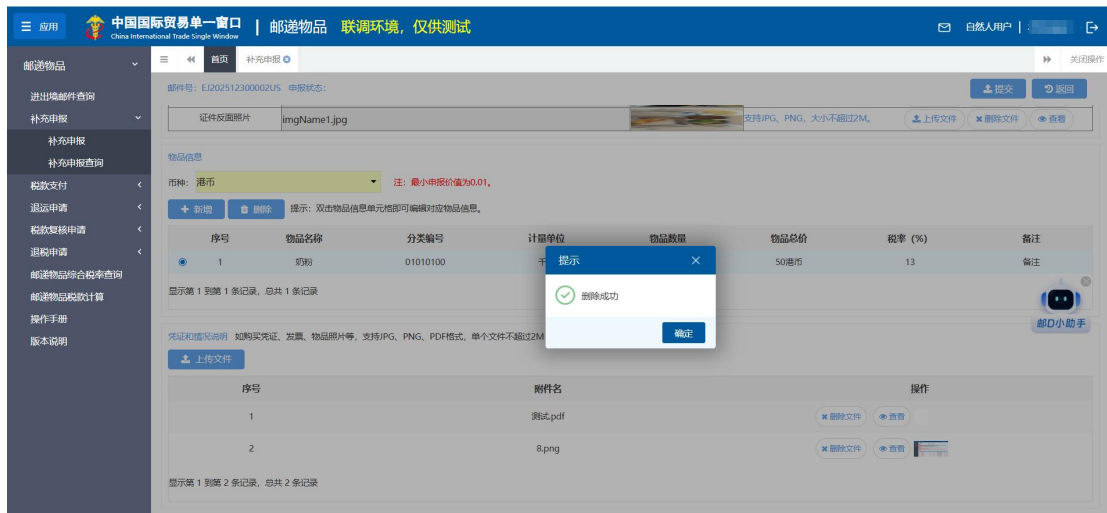 ☰ 应用 中国国际贸易单一窗口 | 邮递物品 联调环境，仅供测试 自然人用户 |
China International Trade Single Window
邮递物品
进出境邮件查询
补充申报
补充申报
补充申报查询
税款支付
退运申请
税款复核申请
退税申请
邮递物品综合税率查询
邮递物品税款计算
操作手册
版本说明
首页 补充申报 关闭操作
邮件号：EJ202512300002US 申报状态： 提交 返回
证件反面照片 imgName1.jpg 支持JPG、PNG，大小不超过2M。 上传文件 删除文件 查看
物品信息
币种： 港币 注：最小申报价值为0.01。
新增 删除 提示：双击物品信息单元格即可编辑对应物品信息。
序号 物品名称 分类编号 计量单位 物品数量 物品总价 税率（%） 备注
1 奶粉 01010100 千 50港币 13 备注
显示第 1 到第 1 条记录，总共 1 条记录
提示
删除成功
确定
邮D小助手
凭证和情况说明 如购买凭证、发票、物品照片等，支持JPG、PNG、PDF格式，单个文件不超过2M
上传文件
序号 附件名 操作
1 测试.pdf 删除文件 查看
2 8.png 删除文件 查看
显示第 1 到第 2 条记录，总共 2 条记录